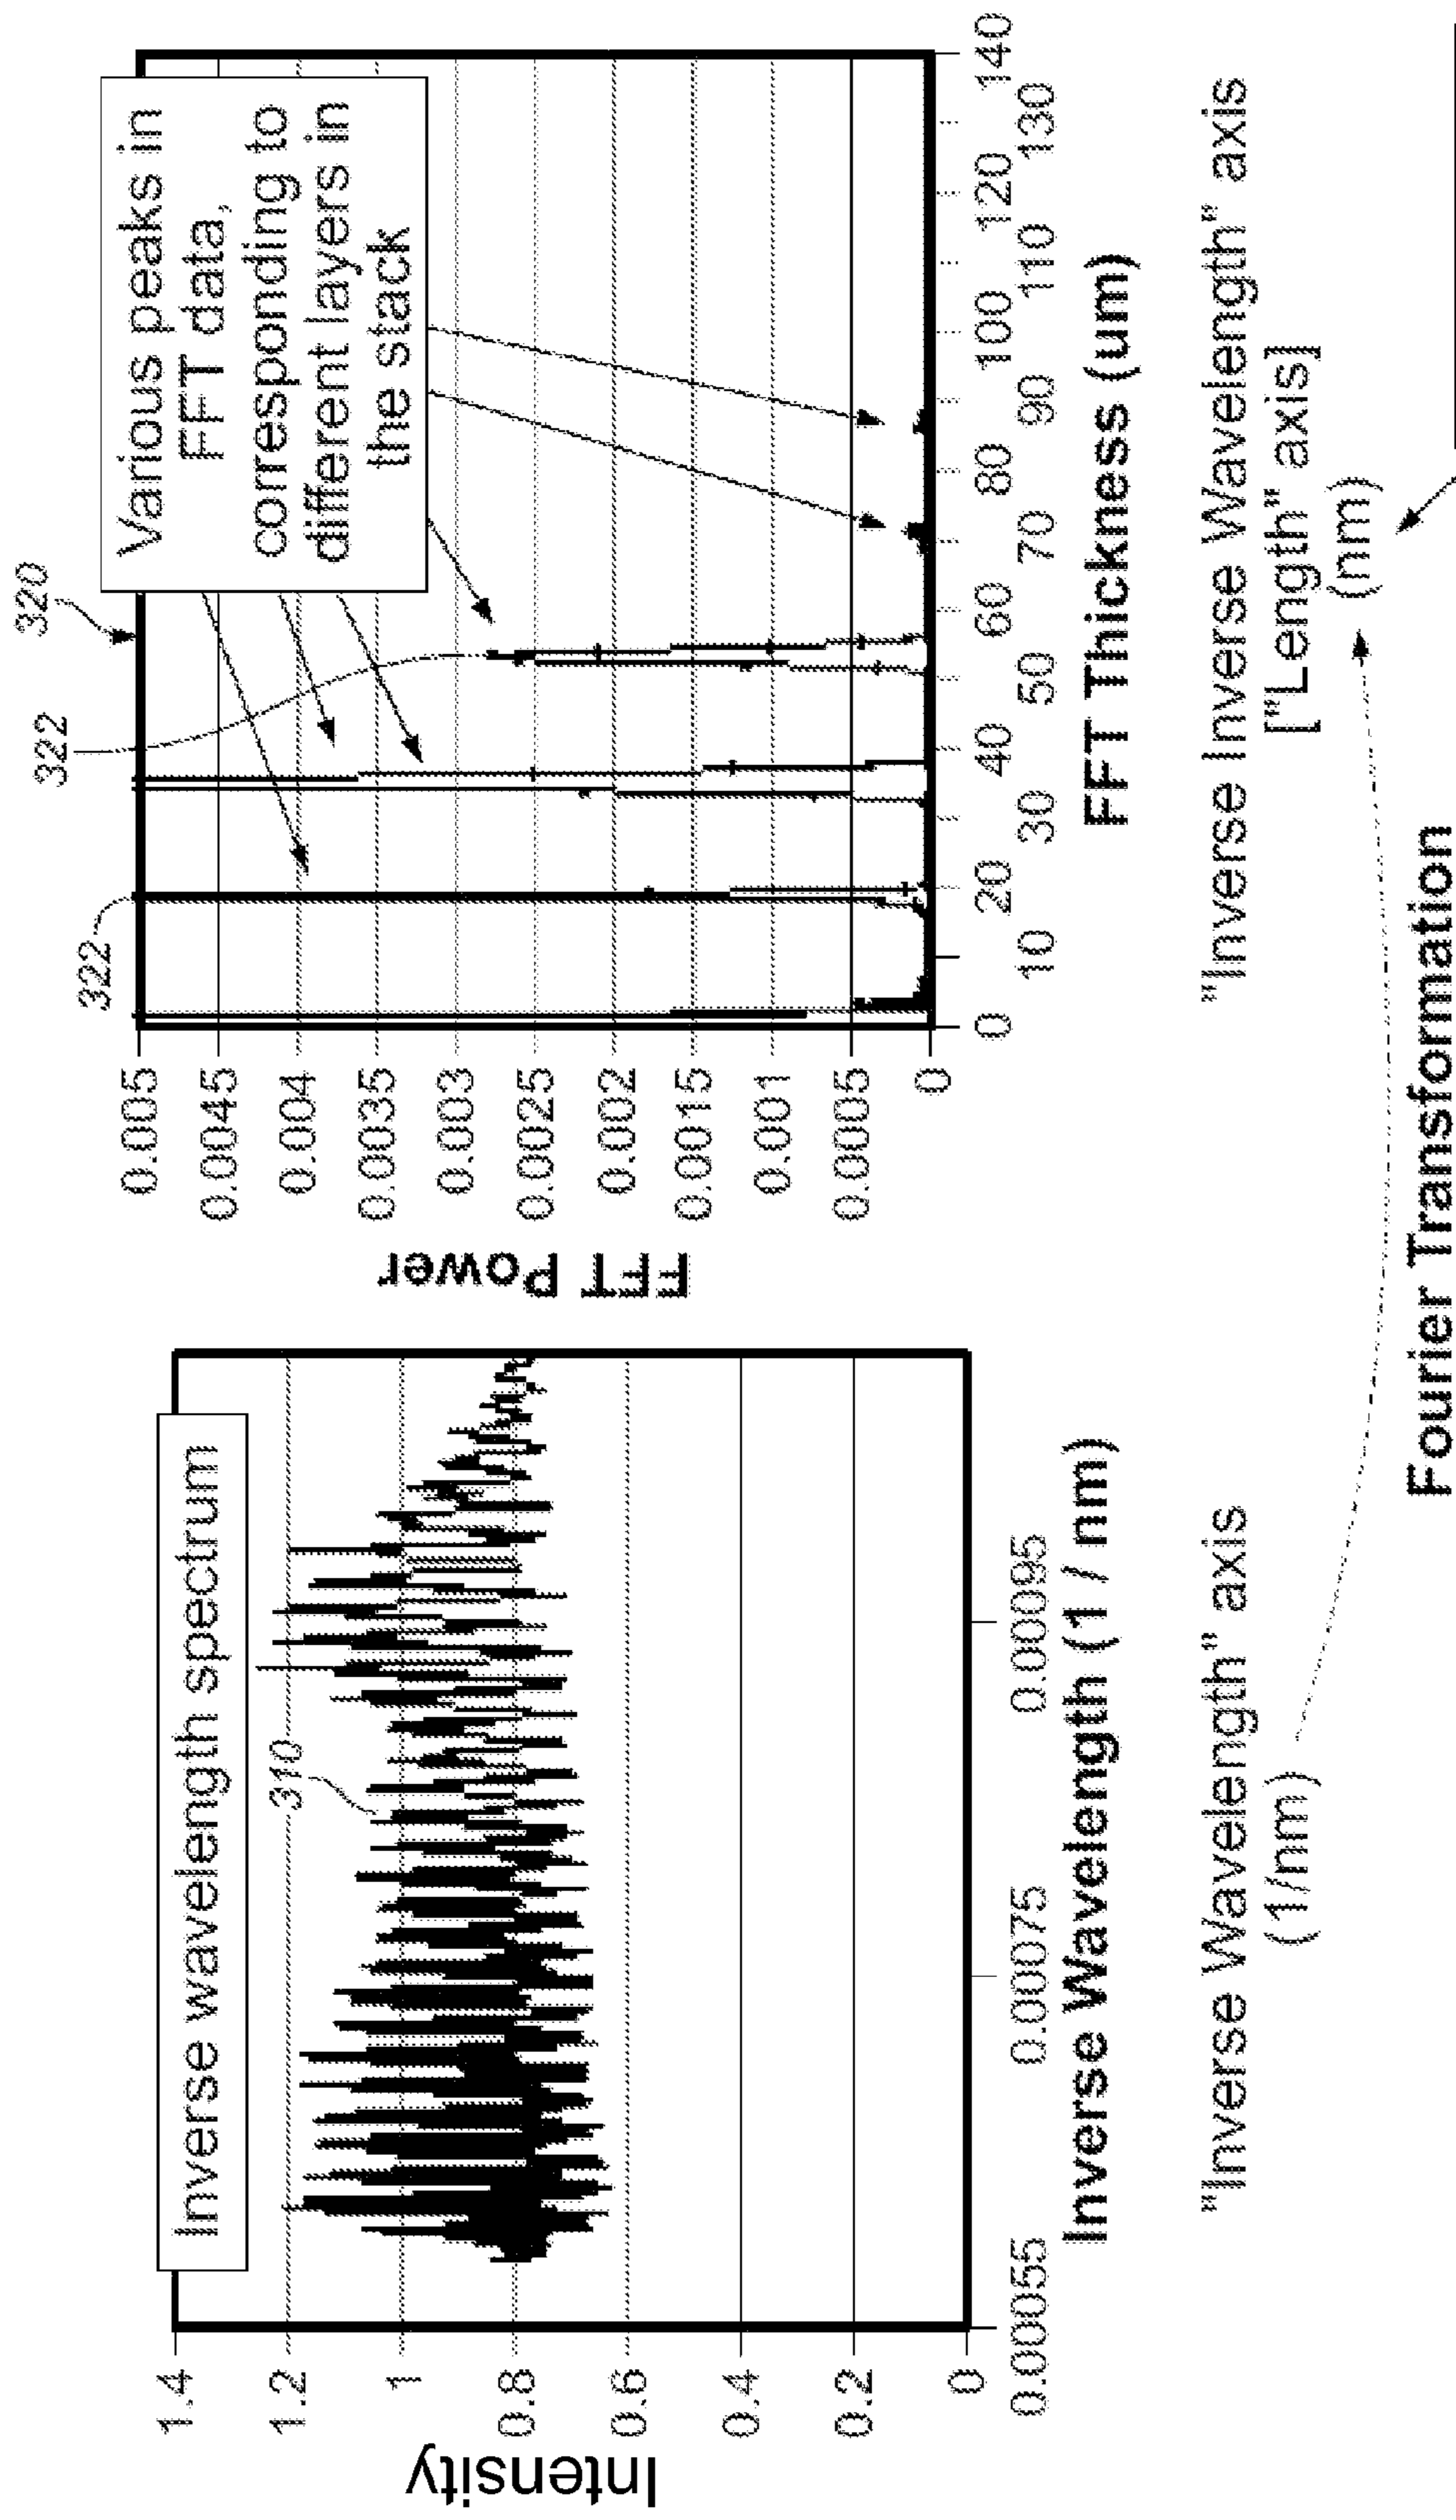 Inverse wavelength spectrum
310
Intensity
1.4
1.2
1
0.8
0.6
0.4
0.2
0
0.00055
0.00075
0.00095
Inverse Wavelength (1 / nm)
"Inverse Wavelength" axis
(1/nm)
320
322
322
Various peaks in
FFT data,
corresponding to
different layers in
the stack
FFT Power
0.005
0.0045
0.004
0.0035
0.003
0.0025
0.002
0.0015
0.001
0.0005
0
0 20 40 60 80 100 120 140
10 30 50 70 90 110 130
FFT Thickness (um)
"Inverse Inverse Wavelength" axis
["Length" axis]
(nm)
Fourier Transformation